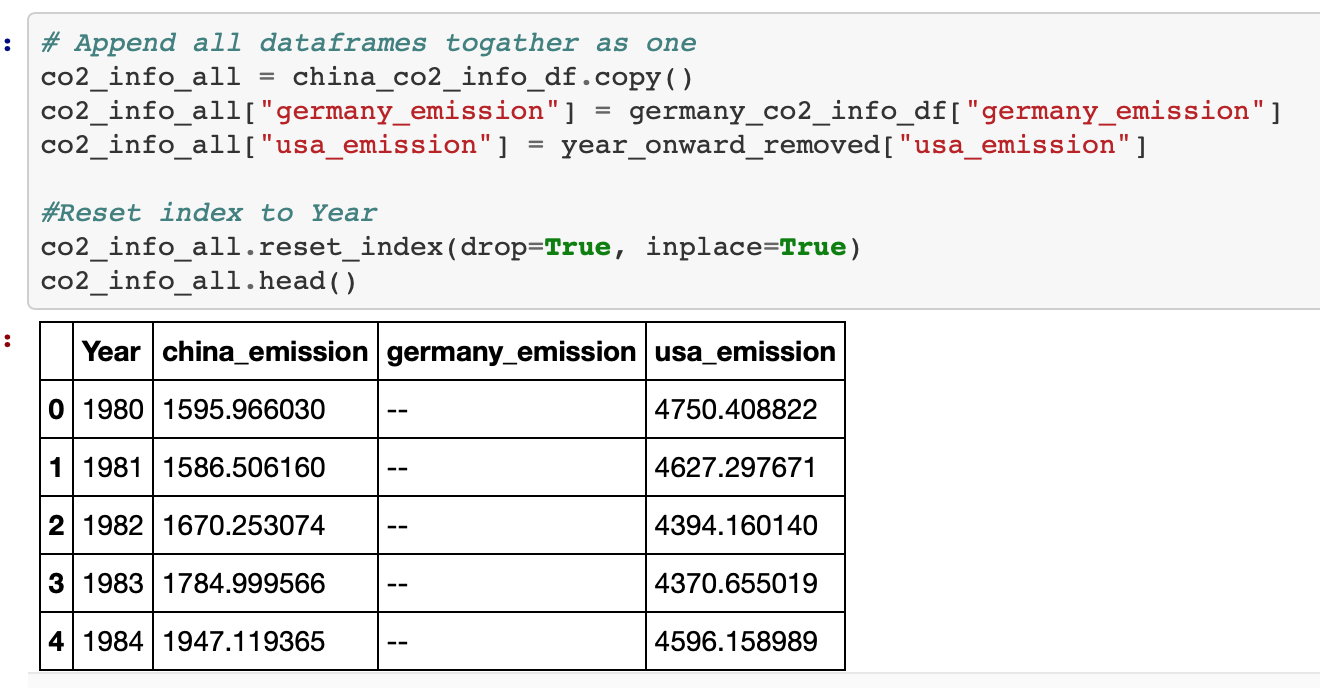 :
# Append all dataframes togather as one
co2_info_all = china_co2_info_df.copy()
co2_info_all["germany_emission"] = germany_co2_info_df["germany_emission"]
co2_info_all["usa_emission"] = year_onward_removed["usa_emission"]
#Reset index to Year
co2_info_all.reset_index(drop=True, inplace=True)
co2_info_all.head()
:
Year china_emission germany_emission usa_emission
0 1980 1595.966030 -- 4750.408822
1 1981 1586.506160 -- 4627.297671
2 1982 1670.253074 -- 4394.160140
3 1983 1784.999566 -- 4370.655019
4 1984 1947.119365 -- 4596.158989